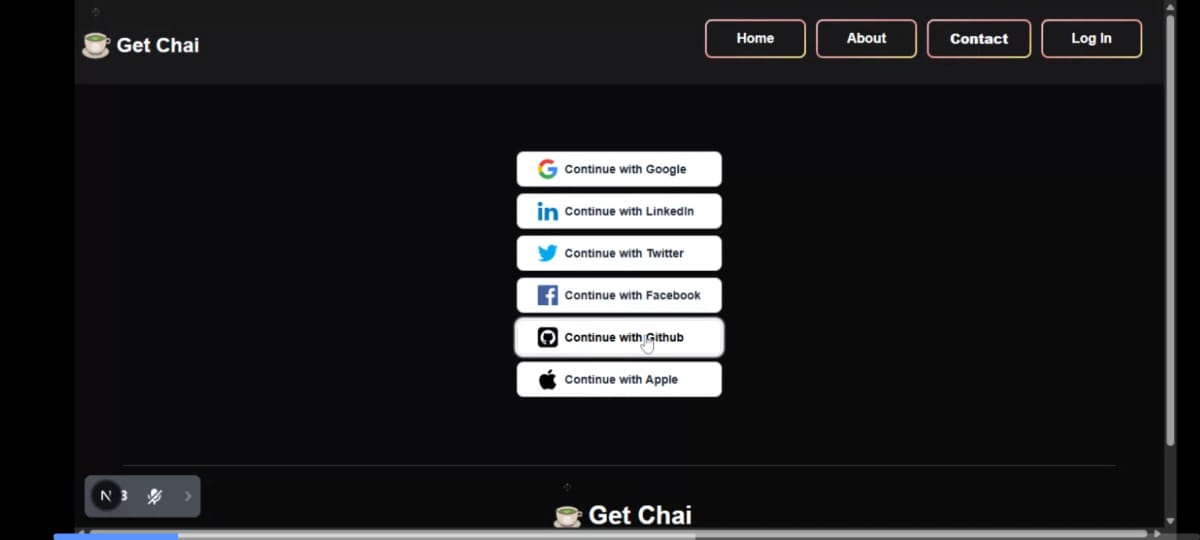 Get Chai
Home
About
Contact
Log In
Continue with Google
Continue with LinkedIn
Continue with Twitter
Continue with Facebook
Continue with Github
Continue with Apple
N 3
Get Chai